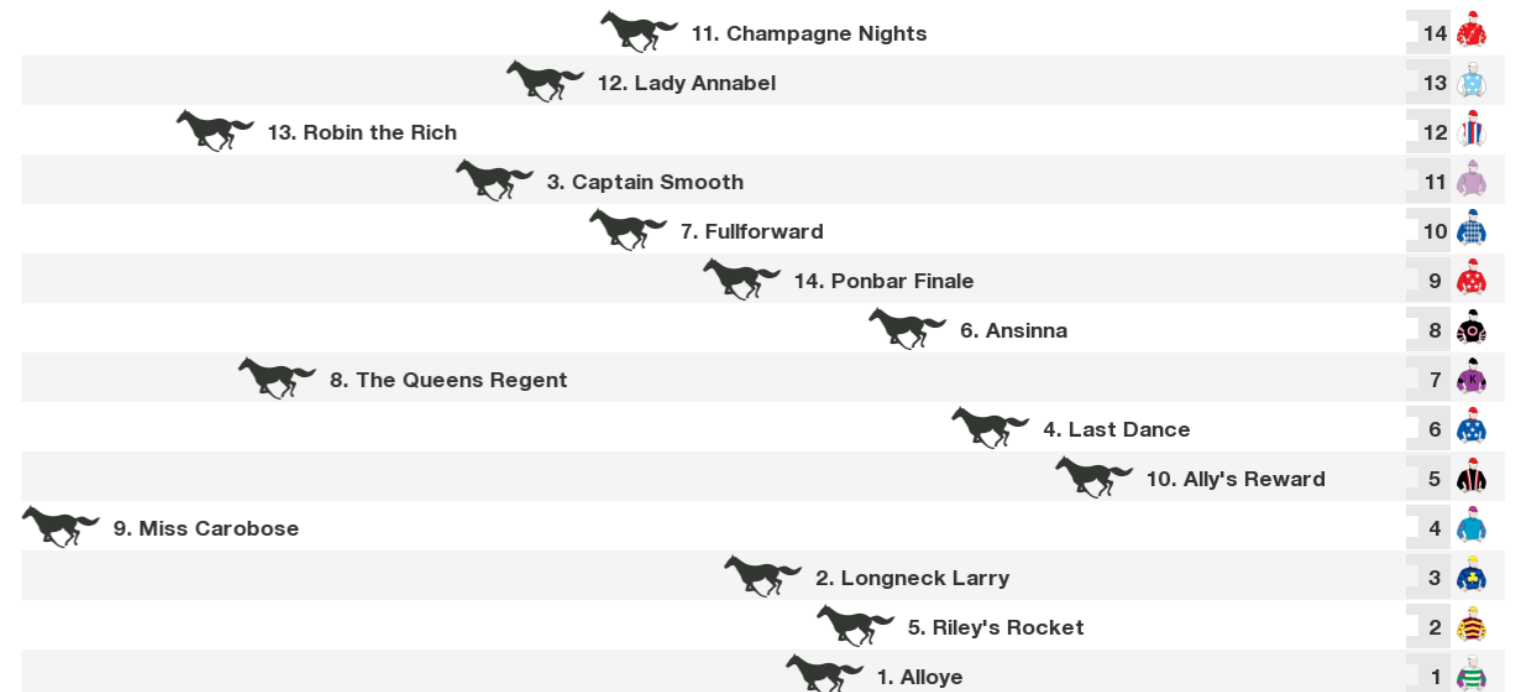 11. Champagne Nights 14
12. Lady Annabel 13
13. Robin the Rich 12
3. Captain Smooth 11
7. Fullforward 10
14. Ponbar Finale 9
6. Ansinna 8
8. The Queens Regent 7 K
4. Last Dance 6
10. Ally's Reward 5
9. Miss Carobose 4
2. Longneck Larry 3
5. Riley's Rocket 2
1. Alloye 1